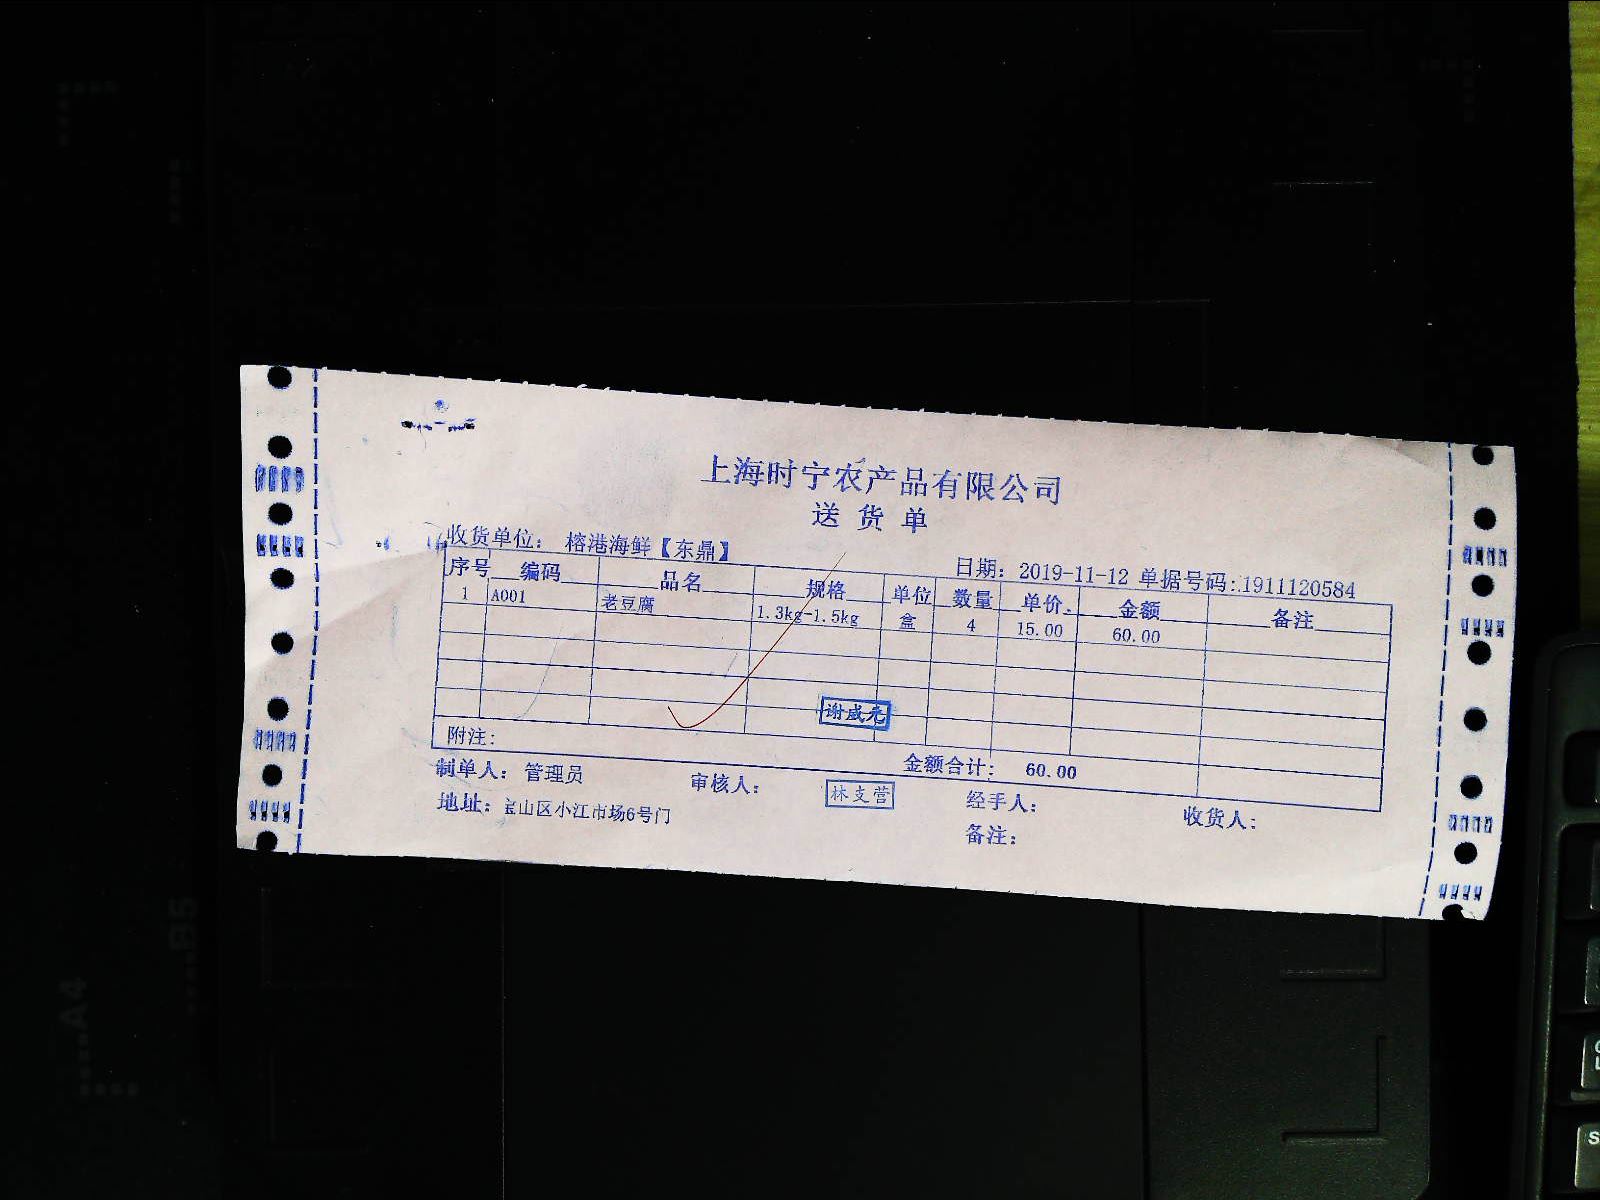 上海时宁农产品有限公司
送货单
收货单位: 榕港海鲜【东鼎】 日期: 2019-11-12 单据号码:1911120584
序号 编码 品名 规格 单位 数量 单价 金额 备注
1 A001 老豆腐 1.3kg-1.5kg 盒 4 15.00 60.00
谢成光
附注: 金额合计: 60.00
制单人: 管理员 审核人: 林支营 经手人: 收货人:
地址: 宝山区小江市场6号门 备注:
A4
B5